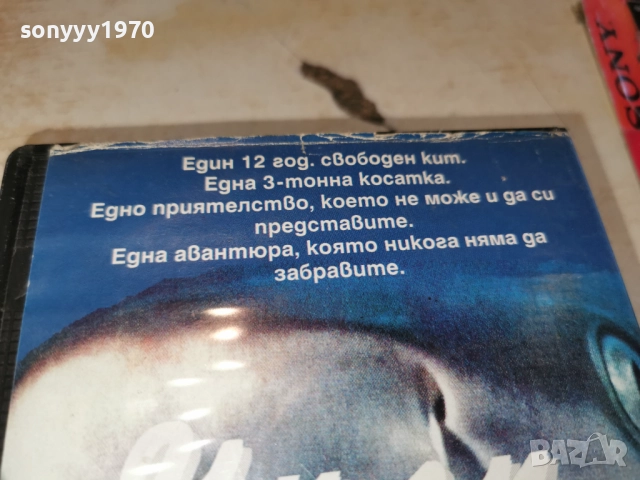 sonyyy1970
SONY
Един 12 год. свободен кит.
Една 3-тонна косатка.
Едно приятелство, което не може и да си
представите.
Една авантюра, която никога няма да
забравите.
BAZAR